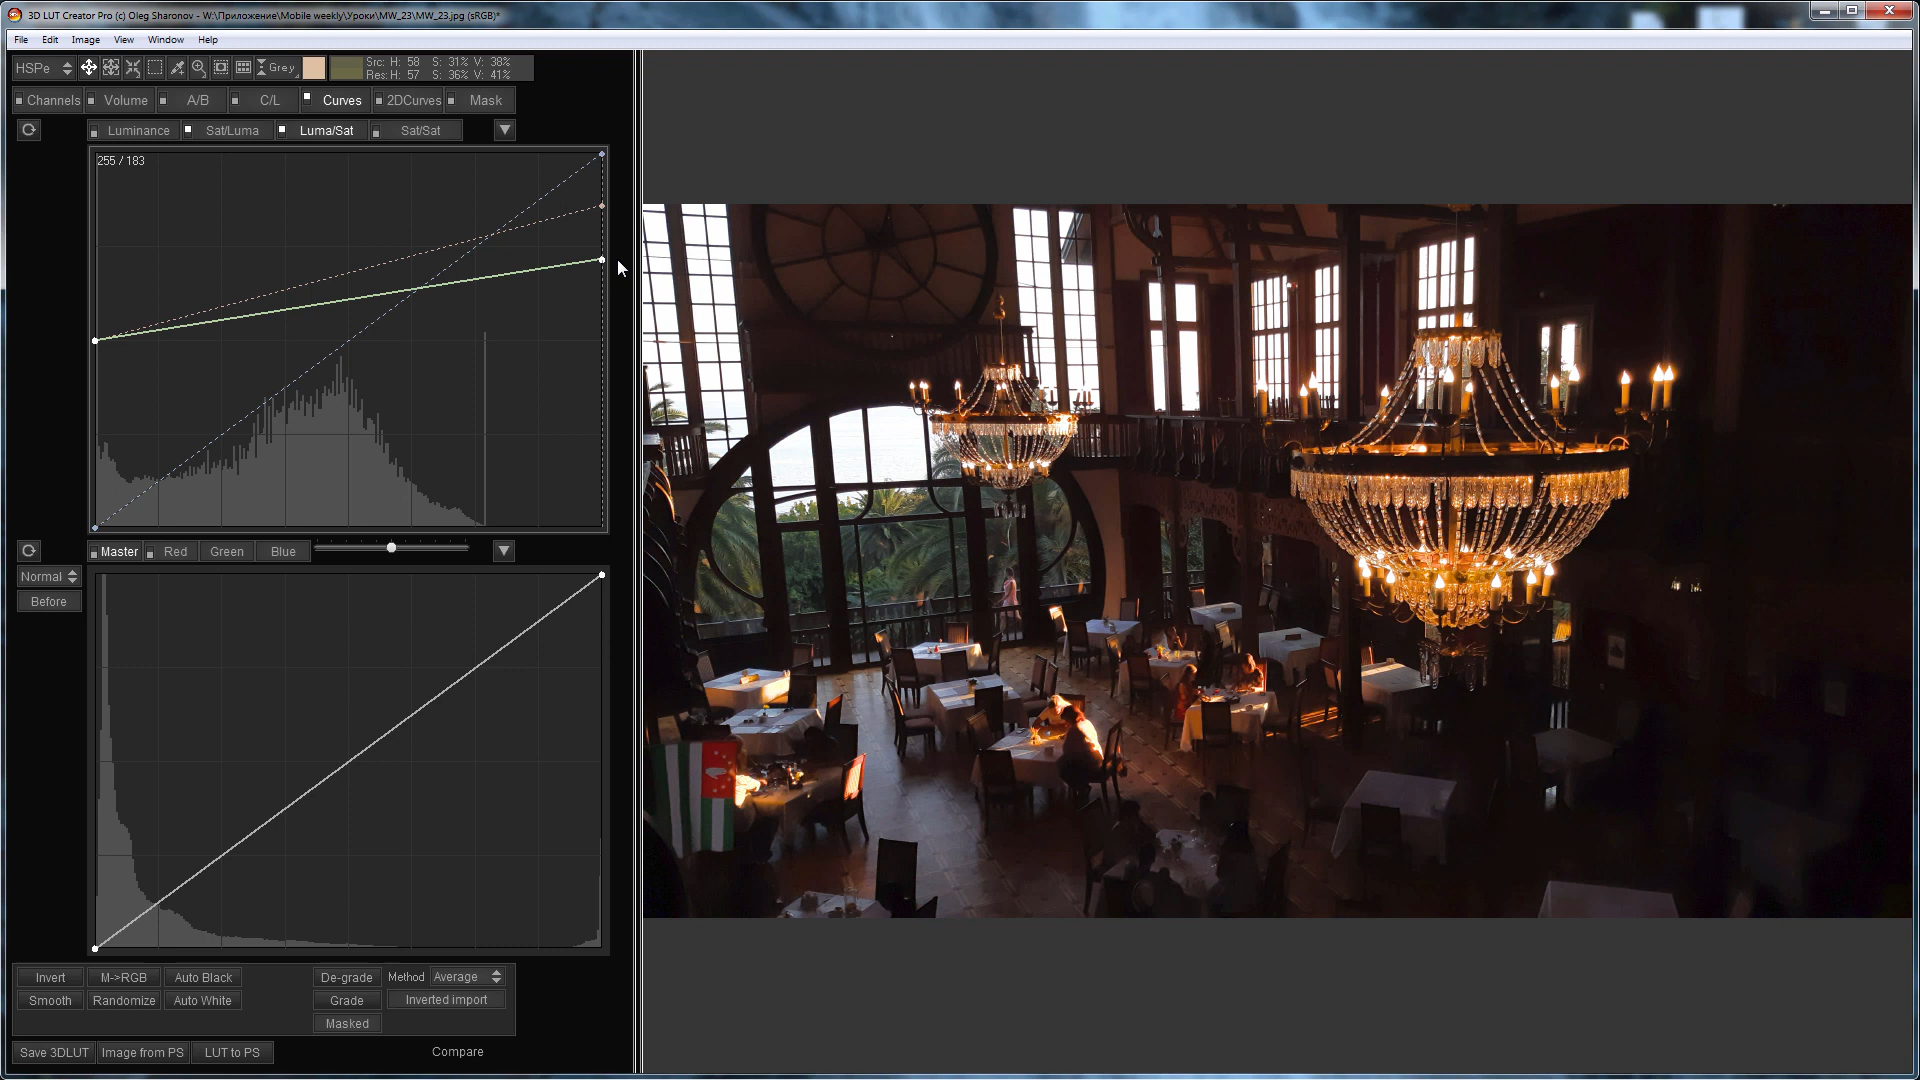 3D LUT Creator Pro (c) Oleg Sharonov - W:\Приложение\Mobile weekly\Уроки\MW_23\MW_23.jpg (sRGB)*
File Edit Image View Window Help
HSPe Grey Src: H: 58 S: 31% V: 38%
Res: H: 57 S: 36% V: 41%
Channels Volume A/B C/L Curves 2DCurves Mask
Luminance Sat/Luma Luma/Sat Sat/Sat
255 / 183
Master Red Green Blue
Normal
Before
Invert M->RGB Auto Black De-grade Method Average
Smooth Randomize Auto White Grade Inverted import
Masked
Save 3DLUT Image from PS LUT to PS Compare